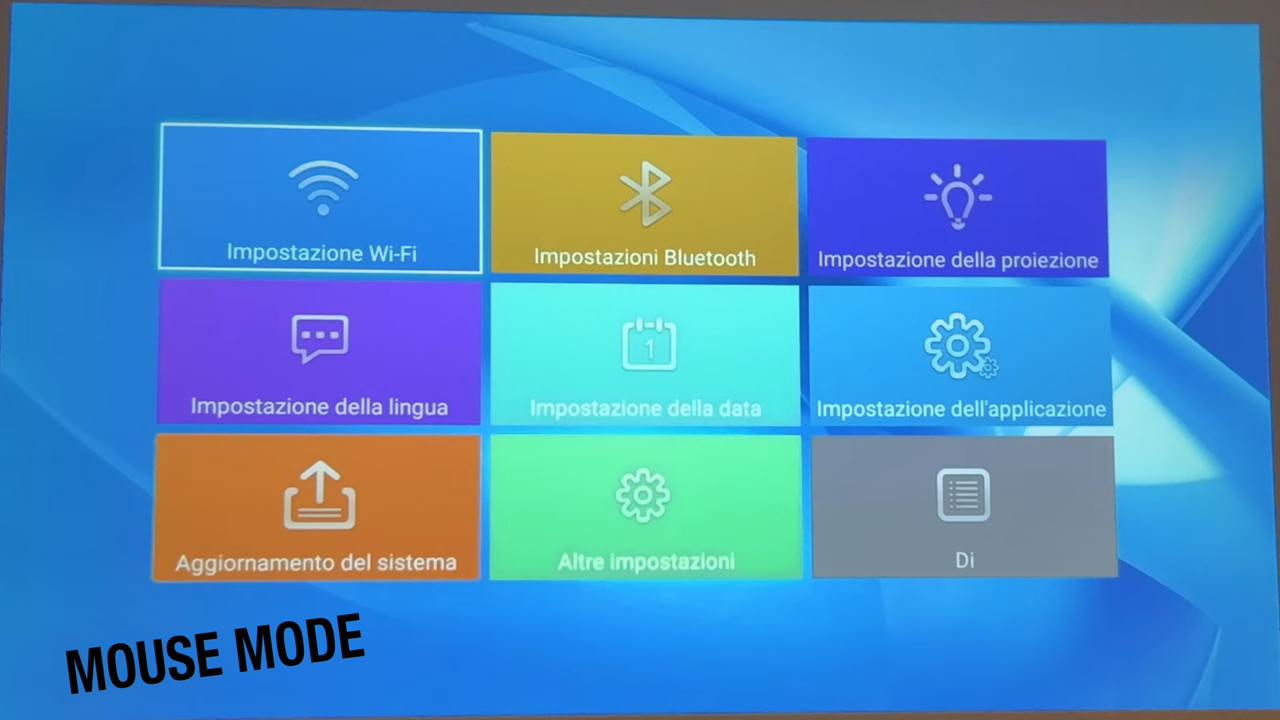 Impostazione Wi-Fi
Impostazioni Bluetooth
Impostazione della proiezione
Impostazione della lingua
1
Impostazione della data
Impostazione dell'applicazione
Aggiornamento del sistema
Altre impostazioni
Di
MOUSE MODE